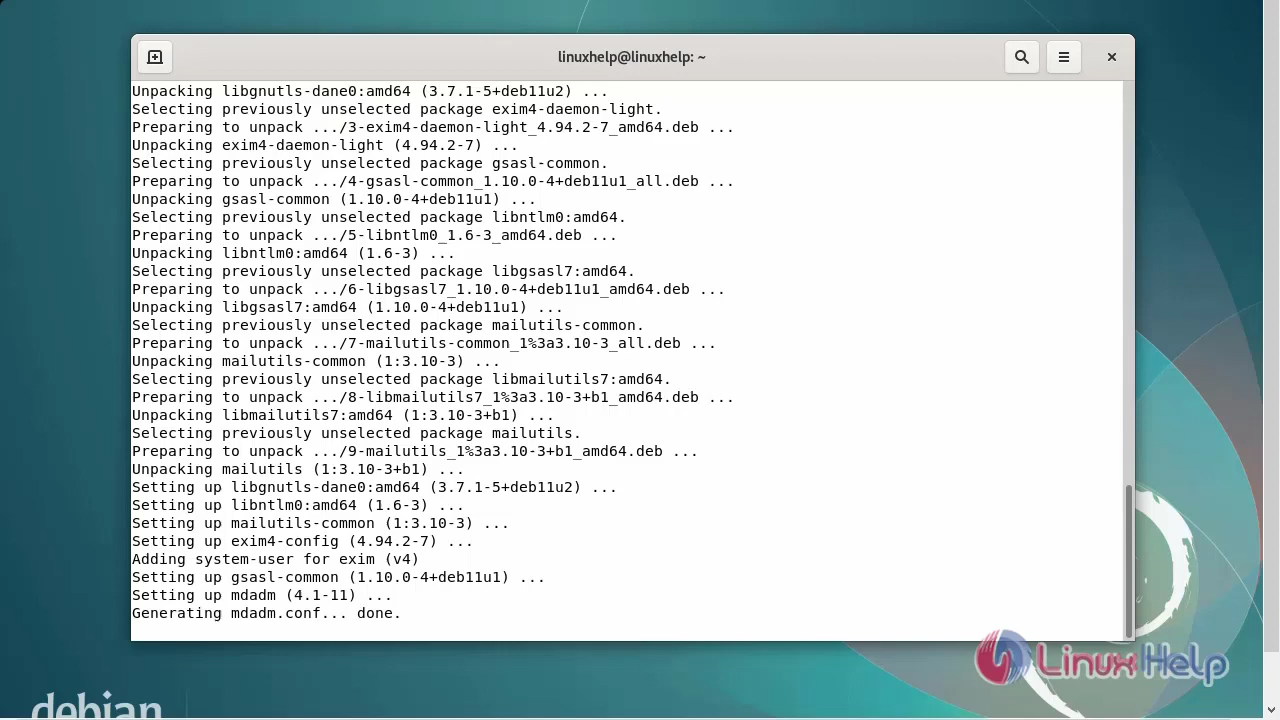 linuxhelp@linuxhelp: ~
Unpacking libgnutls-dane0:amd64 (3.7.1-5+deb11u2) ...
Selecting previously unselected package exim4-daemon-light.
Preparing to unpack .../3-exim4-daemon-light_4.94.2-7_amd64.deb ...
Unpacking exim4-daemon-light (4.94.2-7) ...
Selecting previously unselected package gsasl-common.
Preparing to unpack .../4-gsasl-common_1.10.0-4+deb11u1_all.deb ...
Unpacking gsasl-common (1.10.0-4+deb11u1) ...
Selecting previously unselected package libntlm0:amd64.
Preparing to unpack .../5-libntlm0_1.6-3_amd64.deb ...
Unpacking libntlm0:amd64 (1.6-3) ...
Selecting previously unselected package libgsasl7:amd64.
Preparing to unpack .../6-libgsasl7_1.10.0-4+deb11u1_amd64.deb ...
Unpacking libgsasl7:amd64 (1.10.0-4+deb11u1) ...
Selecting previously unselected package mailutils-common.
Preparing to unpack .../7-mailutils-common_1%3a3.10-3_all.deb ...
Unpacking mailutils-common (1:3.10-3) ...
Selecting previously unselected package libmailutils7:amd64.
Preparing to unpack .../8-libmailutils7_1%3a3.10-3+b1_amd64.deb ...
Unpacking libmailutils7:amd64 (1:3.10-3+b1) ...
Selecting previously unselected package mailutils.
Preparing to unpack .../9-mailutils_1%3a3.10-3+b1_amd64.deb ...
Unpacking mailutils (1:3.10-3+b1) ...
Setting up libgnutls-dane0:amd64 (3.7.1-5+deb11u2) ...
Setting up libntlm0:amd64 (1.6-3) ...
Setting up mailutils-common (1:3.10-3) ...
Setting up exim4-config (4.94.2-7) ...
Adding system-user for exim (v4)
Setting up gsasl-common (1.10.0-4+deb11u1) ...
Setting up mdadm (4.1-11) ...
Generating mdadm.conf... done.
Linux Help
debian